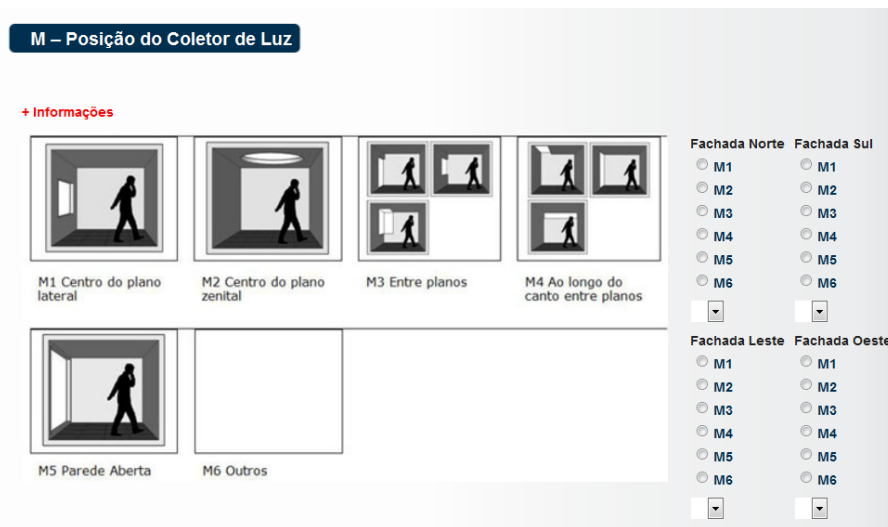 M – Posição do Coletor de Luz
+ Informações
M1 Centro do plano
lateral
M2 Centro do plano
zenital
M3 Entre planos
M4 Ao longo do
canto entre planos
M5 Parede Aberta
M6 Outros
Fachada Norte
M1
M2
M3
M4
M5
M6
Fachada Sul
M1
M2
M3
M4
M5
M6
Fachada Leste
M1
M2
M3
M4
M5
M6
Fachada Oeste
M1
M2
M3
M4
M5
M6